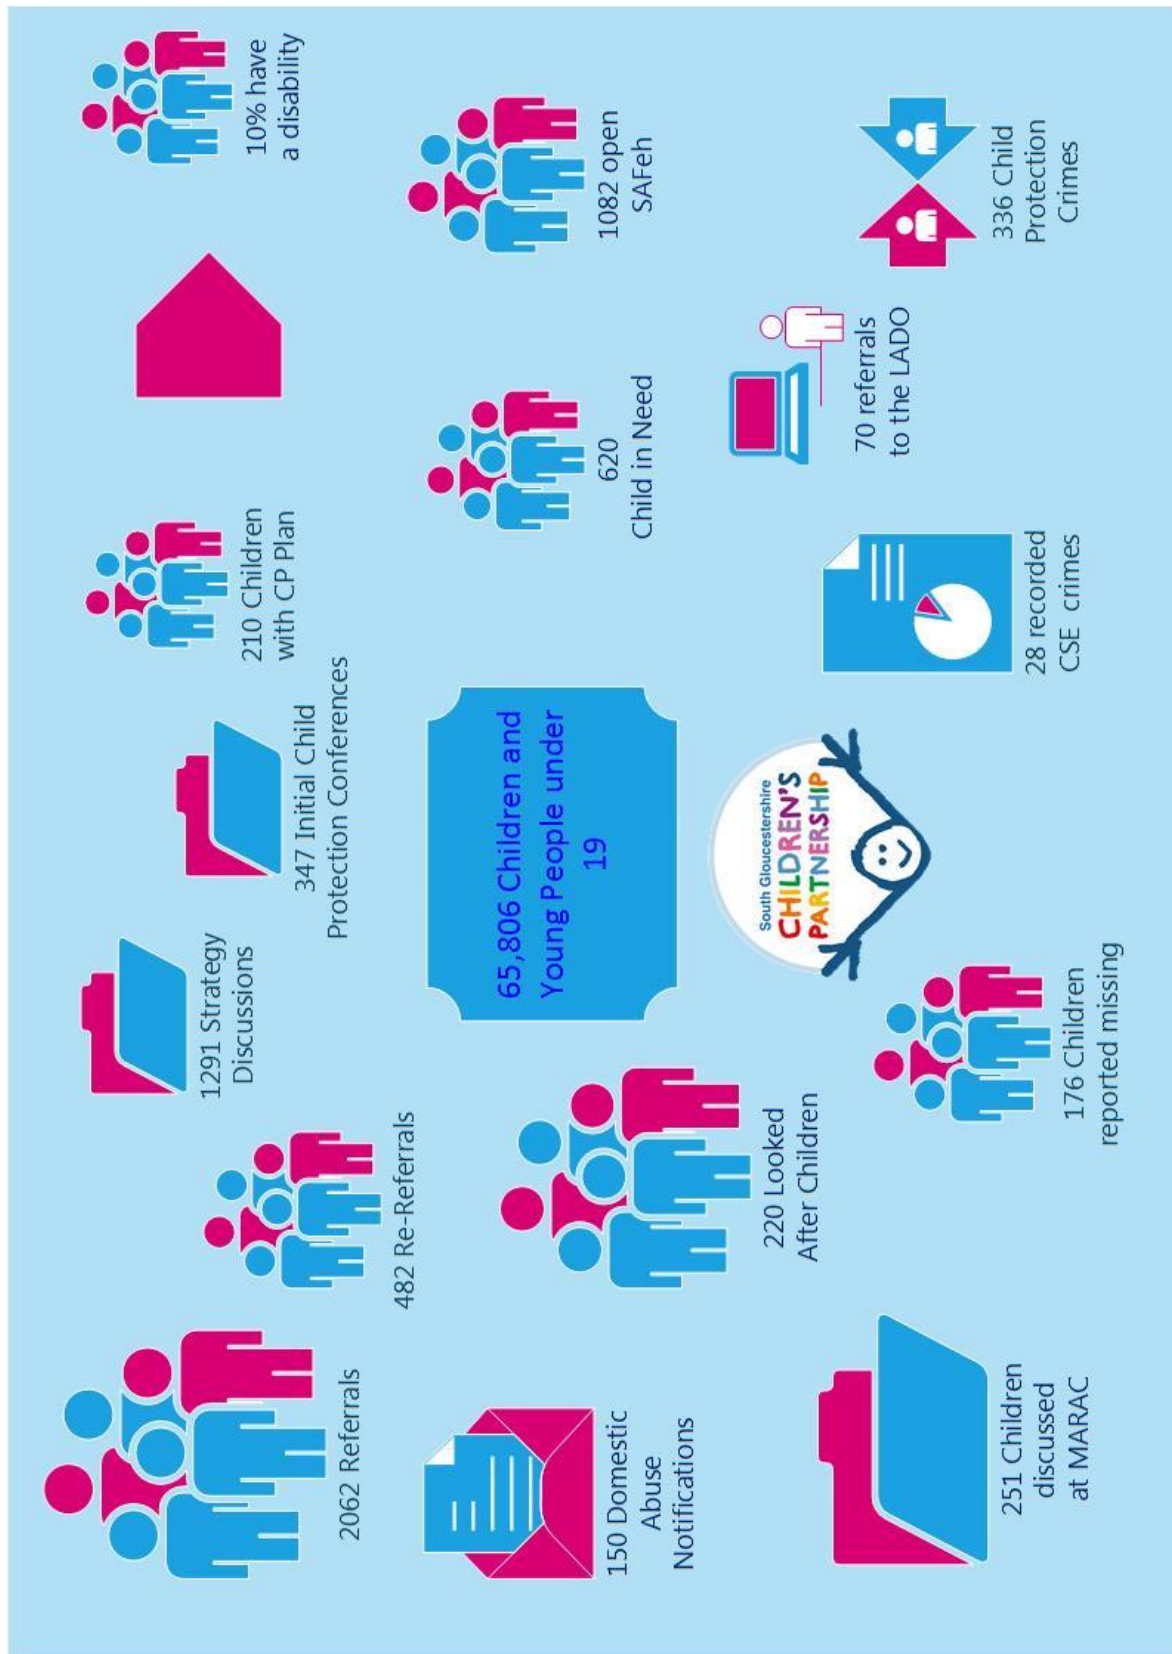 2062 Referrals
482 Re-Referrals
1291 Strategy
Discussions
347 Initial Child
Protection Conferences
210 Children
with CP Plan
10% have
a disability
150 Domestic
Abuse
Notifications
220 Looked
After Children
65,806 Children and
Young People under
19
620
Child in Need
1082 open
SAFeh
251 Children
discussed
at MARAC
176 Children
reported missing
South Gloucestershire
CHILDREN'S
PARTNERSHIP
28 recorded
CSE crimes
70 referrals
to the LADO
336 Child
Protection
Crimes